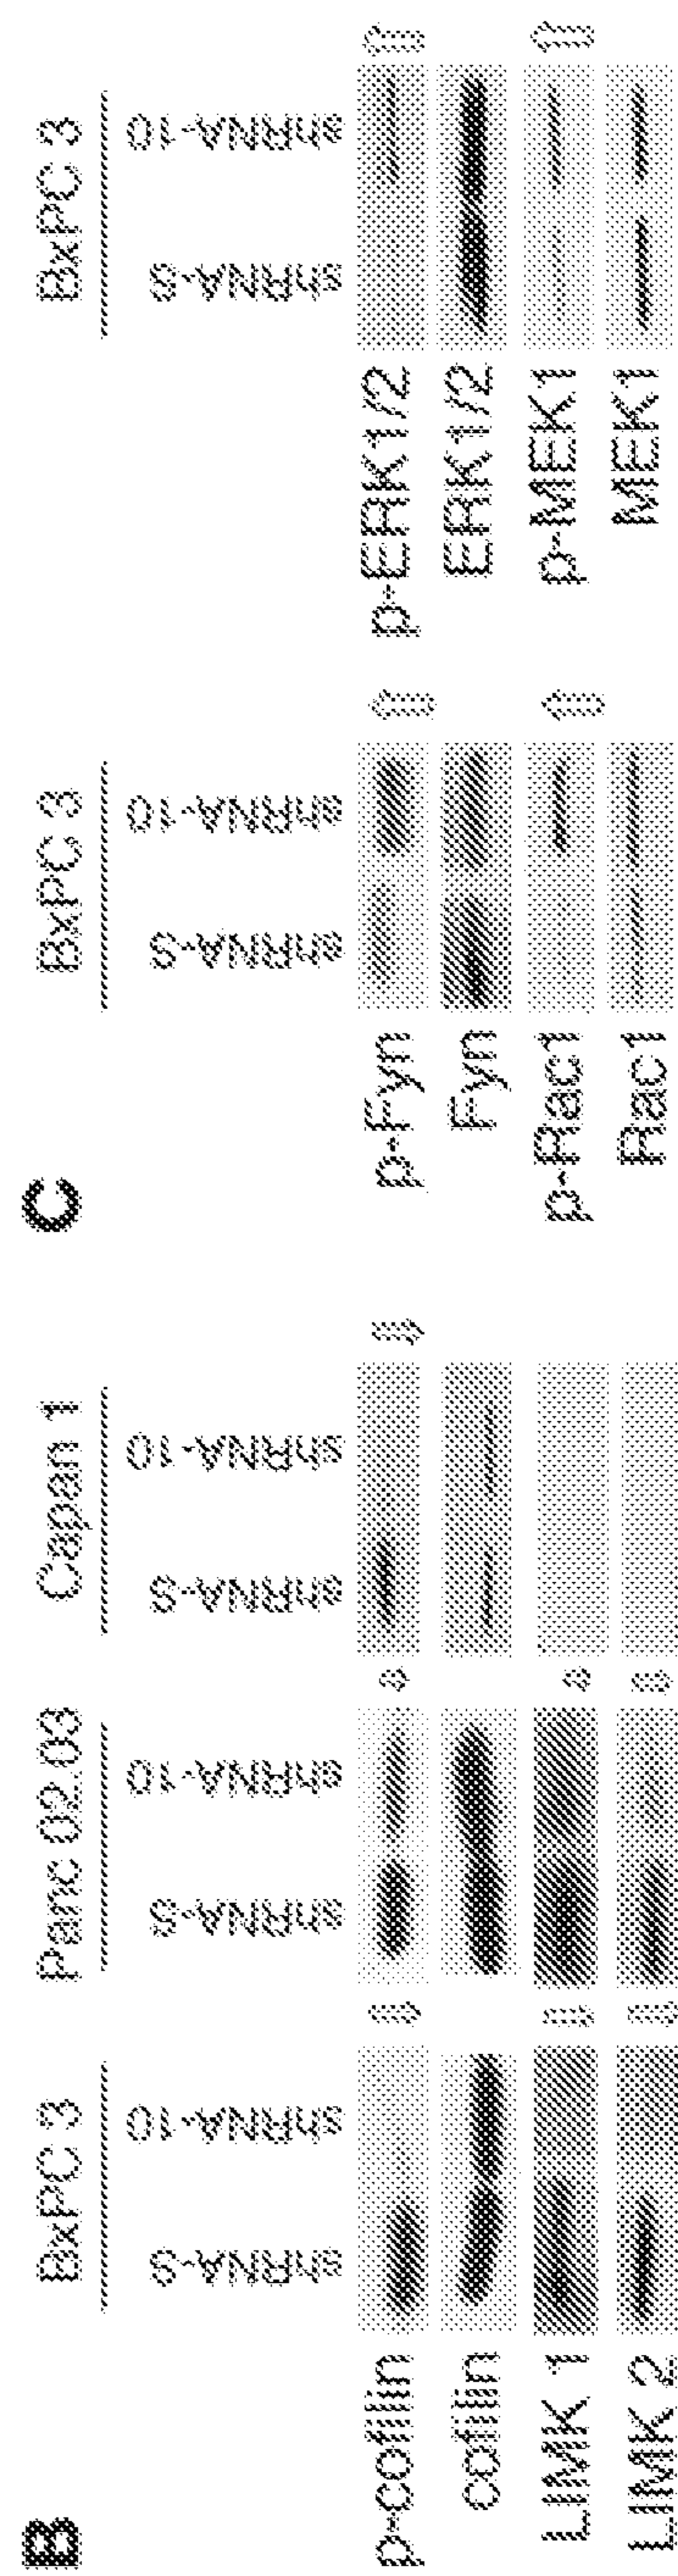 B
BxPC 3
Panc 02.03
Capan 1
shRNA-S
shRNA-10
shRNA-S
shRNA-10
shRNA-S
shRNA-10
p-cofilin
cofilin
LIMK 1
LIMK 2
C
BxPC 3
BxPC 3
shRNA-S
shRNA-10
shRNA-S
shRNA-10
p-Fyn
Fyn
p-Rac1
Rac1
p-ERK1/2
ERK1/2
p-MEK1
MEK1